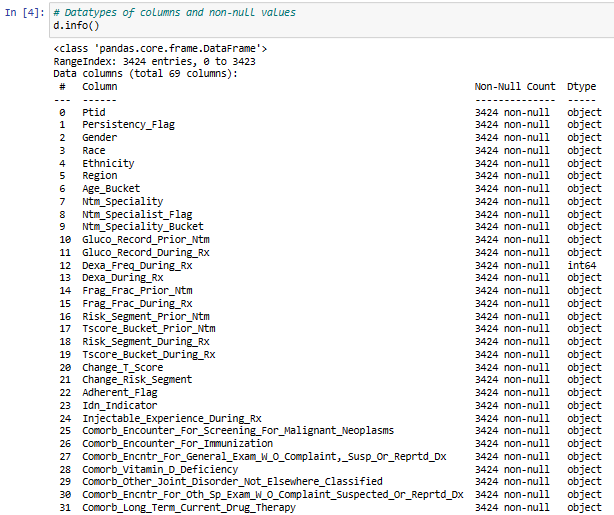 In [4]: # Datatypes of columns and non-null values
d.info()
<class 'pandas.core.frame.DataFrame'>
RangeIndex: 3424 entries, 0 to 3423
Data columns (total 69 columns):
 #   Column                                                              Non-Null Count  Dtype
---  ------                                                              --------------  -----
 0   Ptid                                                                3424 non-null   object
 1   Persistency_Flag                                                    3424 non-null   object
 2   Gender                                                              3424 non-null   object
 3   Race                                                                3424 non-null   object
 4   Ethnicity                                                           3424 non-null   object
 5   Region                                                              3424 non-null   object
 6   Age_Bucket                                                          3424 non-null   object
 7   Ntm_Speciality                                                      3424 non-null   object
 8   Ntm_Specialist_Flag                                                 3424 non-null   object
 9   Ntm_Speciality_Bucket                                               3424 non-null   object
 10  Gluco_Record_Prior_Ntm                                              3424 non-null   object
 11  Gluco_Record_During_Rx                                              3424 non-null   object
 12  Dexa_Freq_During_Rx                                                 3424 non-null   int64
 13  Dexa_During_Rx                                                      3424 non-null   object
 14  Frag_Frac_Prior_Ntm                                                 3424 non-null   object
 15  Frag_Frac_During_Rx                                                 3424 non-null   object
 16  Risk_Segment_Prior_Ntm                                              3424 non-null   object
 17  Tscore_Bucket_Prior_Ntm                                             3424 non-null   object
 18  Risk_Segment_During_Rx                                              3424 non-null   object
 19  Tscore_Bucket_During_Rx                                             3424 non-null   object
 20  Change_T_Score                                                      3424 non-null   object
 21  Change_Risk_Segment                                                 3424 non-null   object
 22  Adherent_Flag                                                       3424 non-null   object
 23  Idn_Indicator                                                       3424 non-null   object
 24  Injectable_Experience_During_Rx                                     3424 non-null   object
 25  Comorb_Encounter_For_Screening_For_Malignant_Neoplasms              3424 non-null   object
 26  Comorb_Encounter_For_Immunization                                   3424 non-null   object
 27  Comorb_Encntr_For_General_Exam_W_O_Complaint,_Susp_Or_Reprtd_Dx     3424 non-null   object
 28  Comorb_Vitamin_D_Deficiency                                         3424 non-null   object
 29  Comorb_Other_Joint_Disorder_Not_Elsewhere_Classified                3424 non-null   object
 30  Comorb_Encntr_For_Oth_Sp_Exam_W_O_Complaint_Suspected_Or_Reprtd_Dx  3424 non-null   object
 31  Comorb_Long_Term_Current_Drug_Therapy                               3424 non-null   object